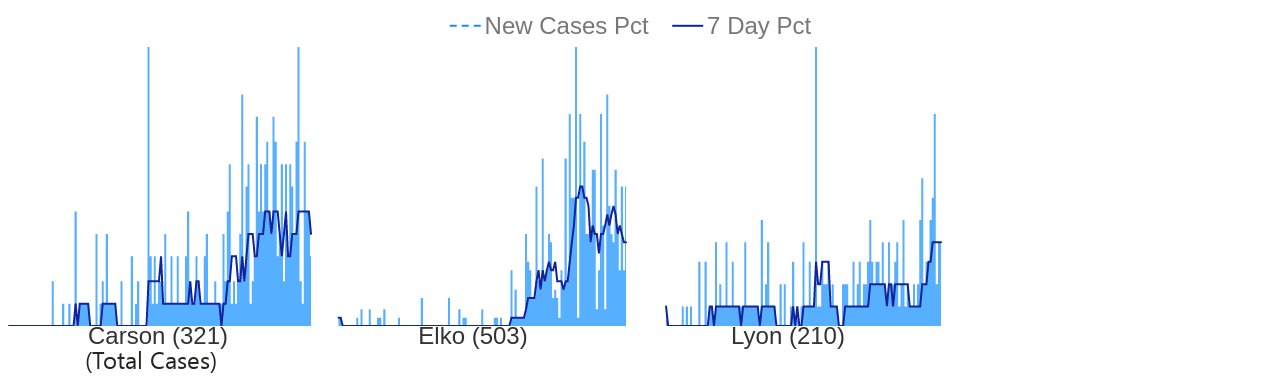 New Cases Pct 7 Day Pct
Carson (321) Elko (503) Lyon (210)
(Total Cases)